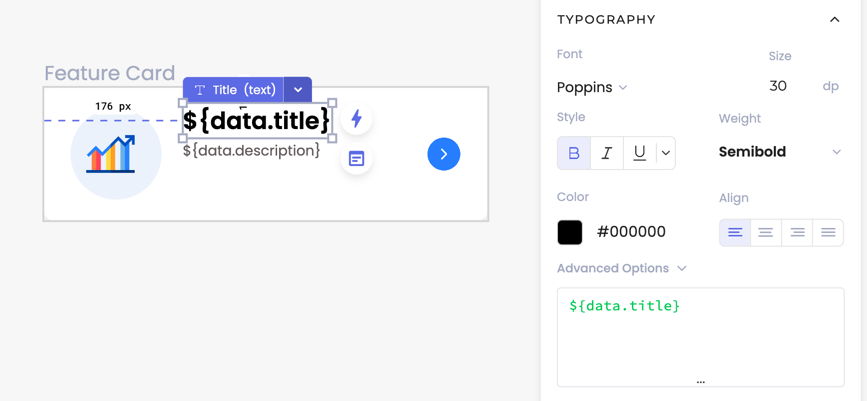 TYPOGRAPHY
Font
Size
Poppins
30
dp
Style
Weight
B I U
Semibold
Color
Align
#000000
Advanced Options
${data.title}
...
Feature Card
Title (text)
176 px
${data.title}
${data.description}